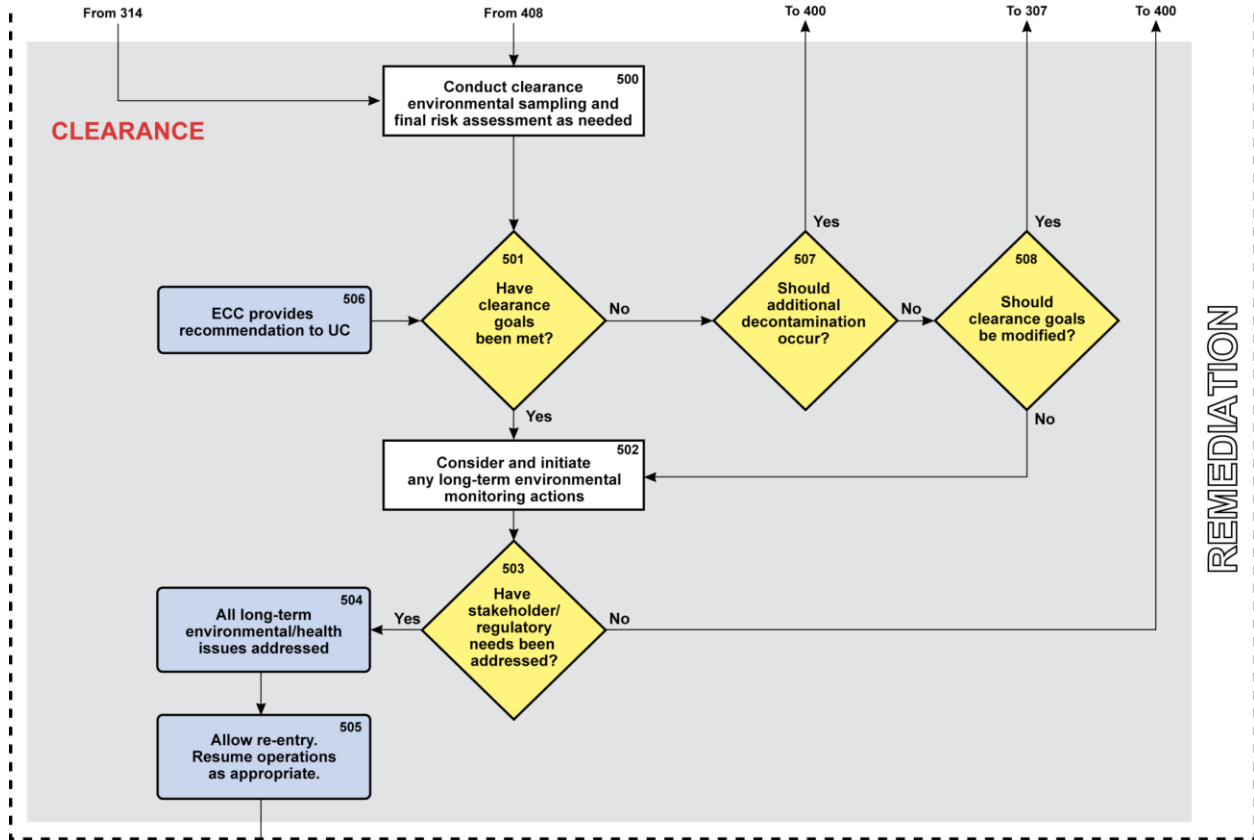 From 314
From 408
To 400
To 307
To 400
CLEARANCE
500
Conduct clearance
environmental sampling and
final risk assessment as needed
506
ECC provides
recommendation to UC
501
Have
clearance
goals
been met?
No
Yes
507
Should
additional
decontamination
occur?
Yes
No
508
Should
clearance goals
be modified?
Yes
No
502
Consider and initiate
any long-term environmental
monitoring actions
503
Have
stakeholder/
regulatory
needs been
addressed?
Yes
No
504
All long-term
environmental/health
issues addressed
505
Allow re-entry.
Resume operations
as appropriate.
REMEDIATION